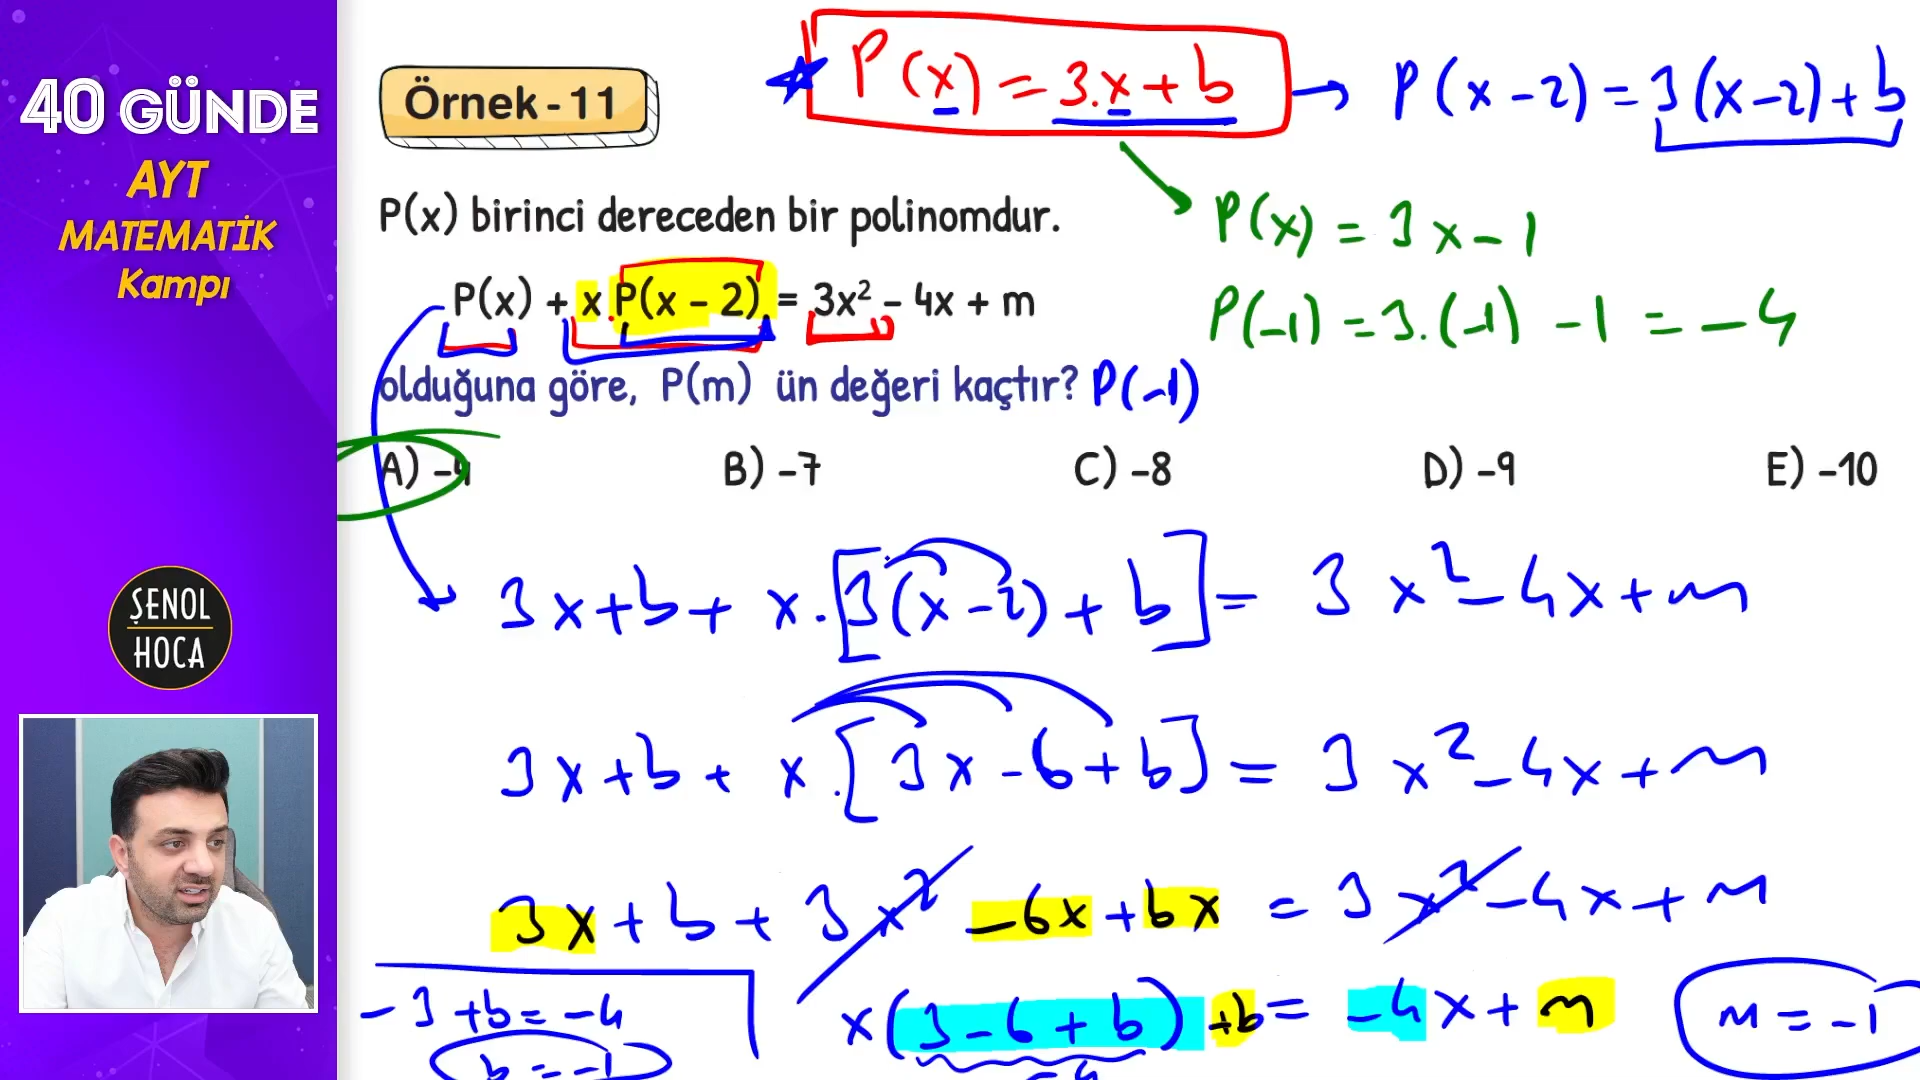 40 GÜNDE
AYT
MATEMATİK
Kampı
ŞENOL
HOCA
Örnek - 11
P(x) = 3.x + b → P(x - 2) = 3(x - 2) + b
P(x) birinci dereceden bir polinomdur.
P(x) = 3x - 1
P(x) + x.P(x - 2) = 3x² - 4x + m
P(-1) = 3.(-1) - 1 = -4
olduğuna göre, P(m) ün değeri kaçtır? P(-1)
A) -4 B) -7 C) -8 D) -9 E) -10
3x + b + x.[3(x - 2) + b] = 3x² - 4x + m
3x + b + x.[3x - 6 + b] = 3x² - 4x + m
3x + b + 3x² - 6x + bx = 3x² - 4x + m
-3 + b = -4
x(3 - 6 + b) + b = -4x + m
m = -1
b = -1
-4